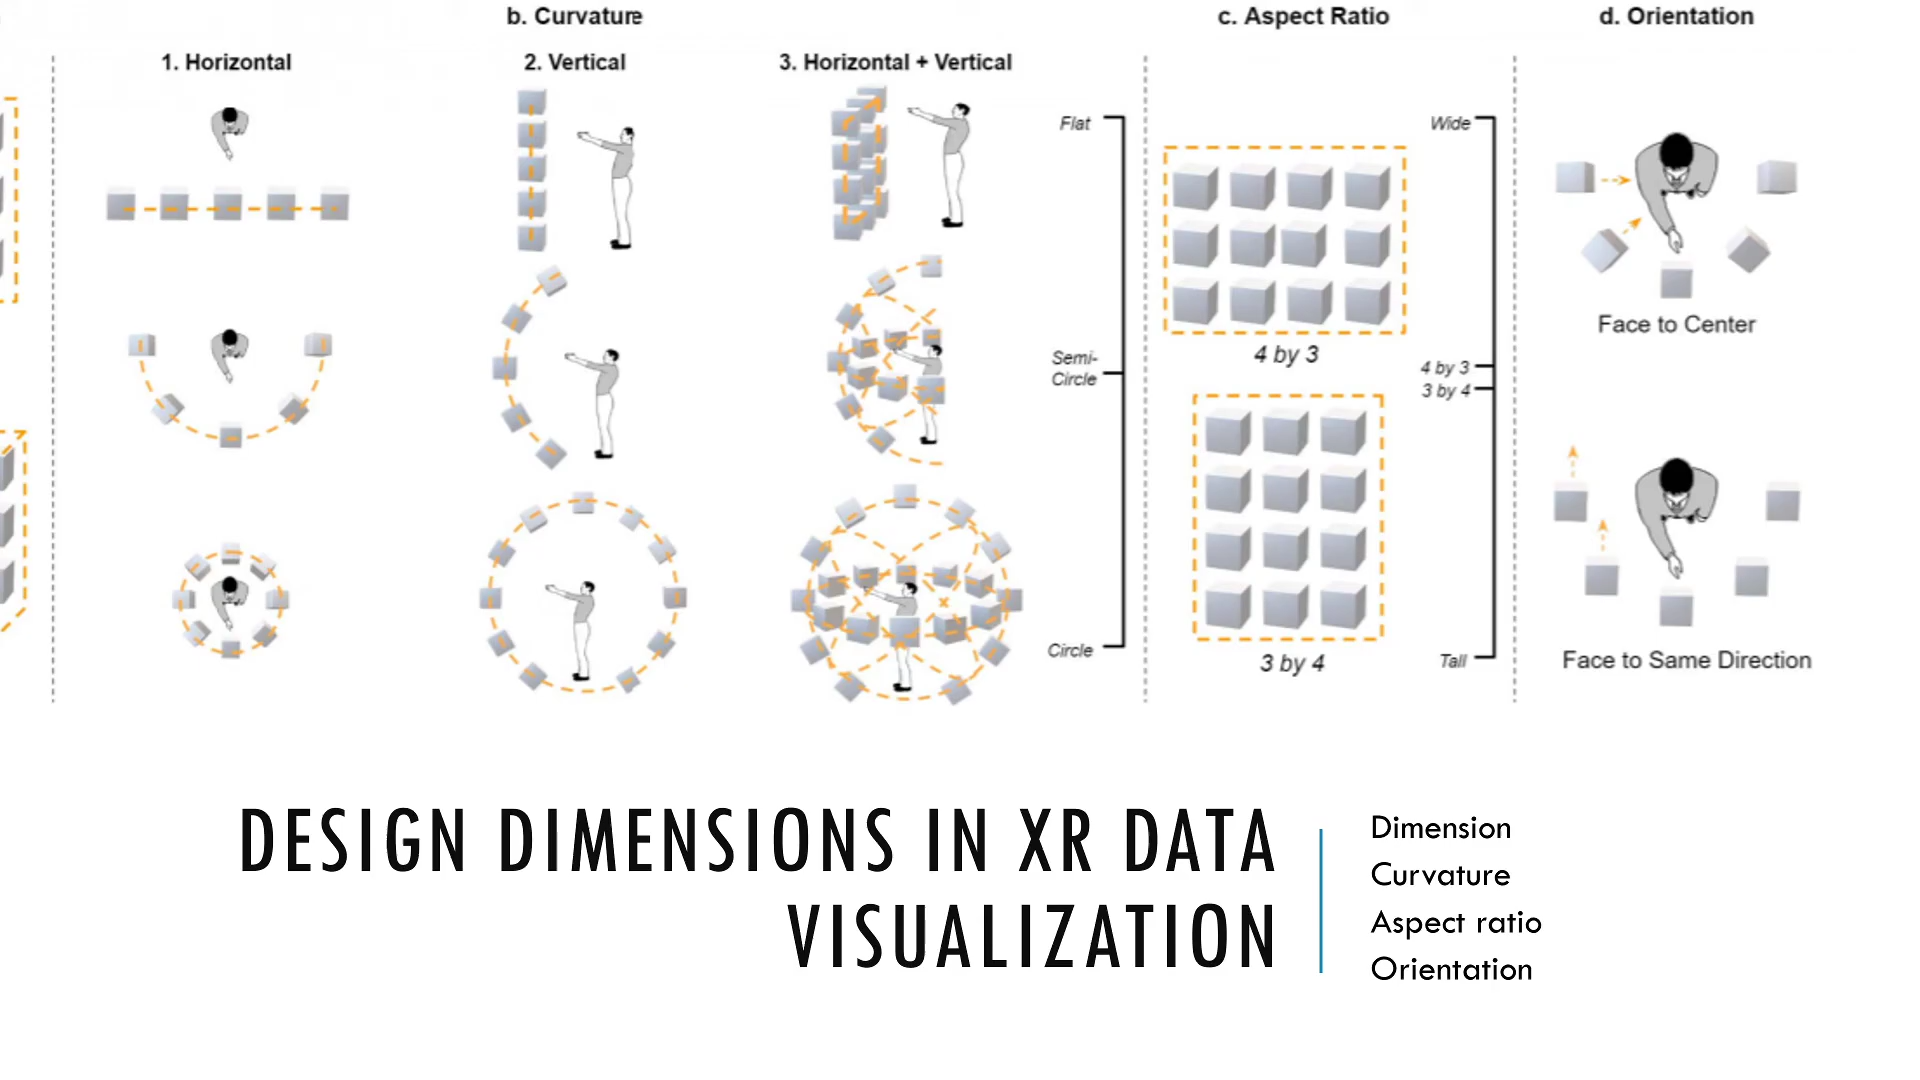 b. Curvature
c. Aspect Ratio
d. Orientation
1. Horizontal
2. Vertical
3. Horizontal + Vertical
Flat
Semi-
Circle
Circle
4 by 3
3 by 4
Wide
4 by 3
3 by 4
Tall
Face to Center
Face to Same Direction
DESIGN DIMENSIONS IN XR DATA
VISUALIZATION
Dimension
Curvature
Aspect ratio
Orientation